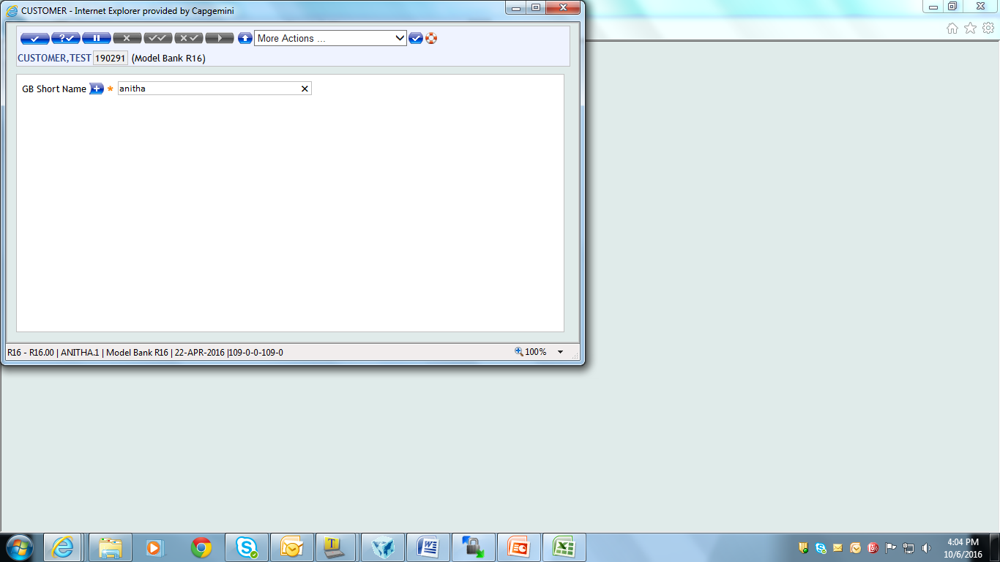 CUSTOMER - Internet Explorer provided by Capgemini
More Actions ...
CUSTOMER,TEST 190291 (Model Bank R16)
GB Short Name * anitha
R16 - R16.00 | ANITHA.1 | Model Bank R16 | 22-APR-2016 |109-0-0-109-0
100%
4:04 PM
10/6/2016